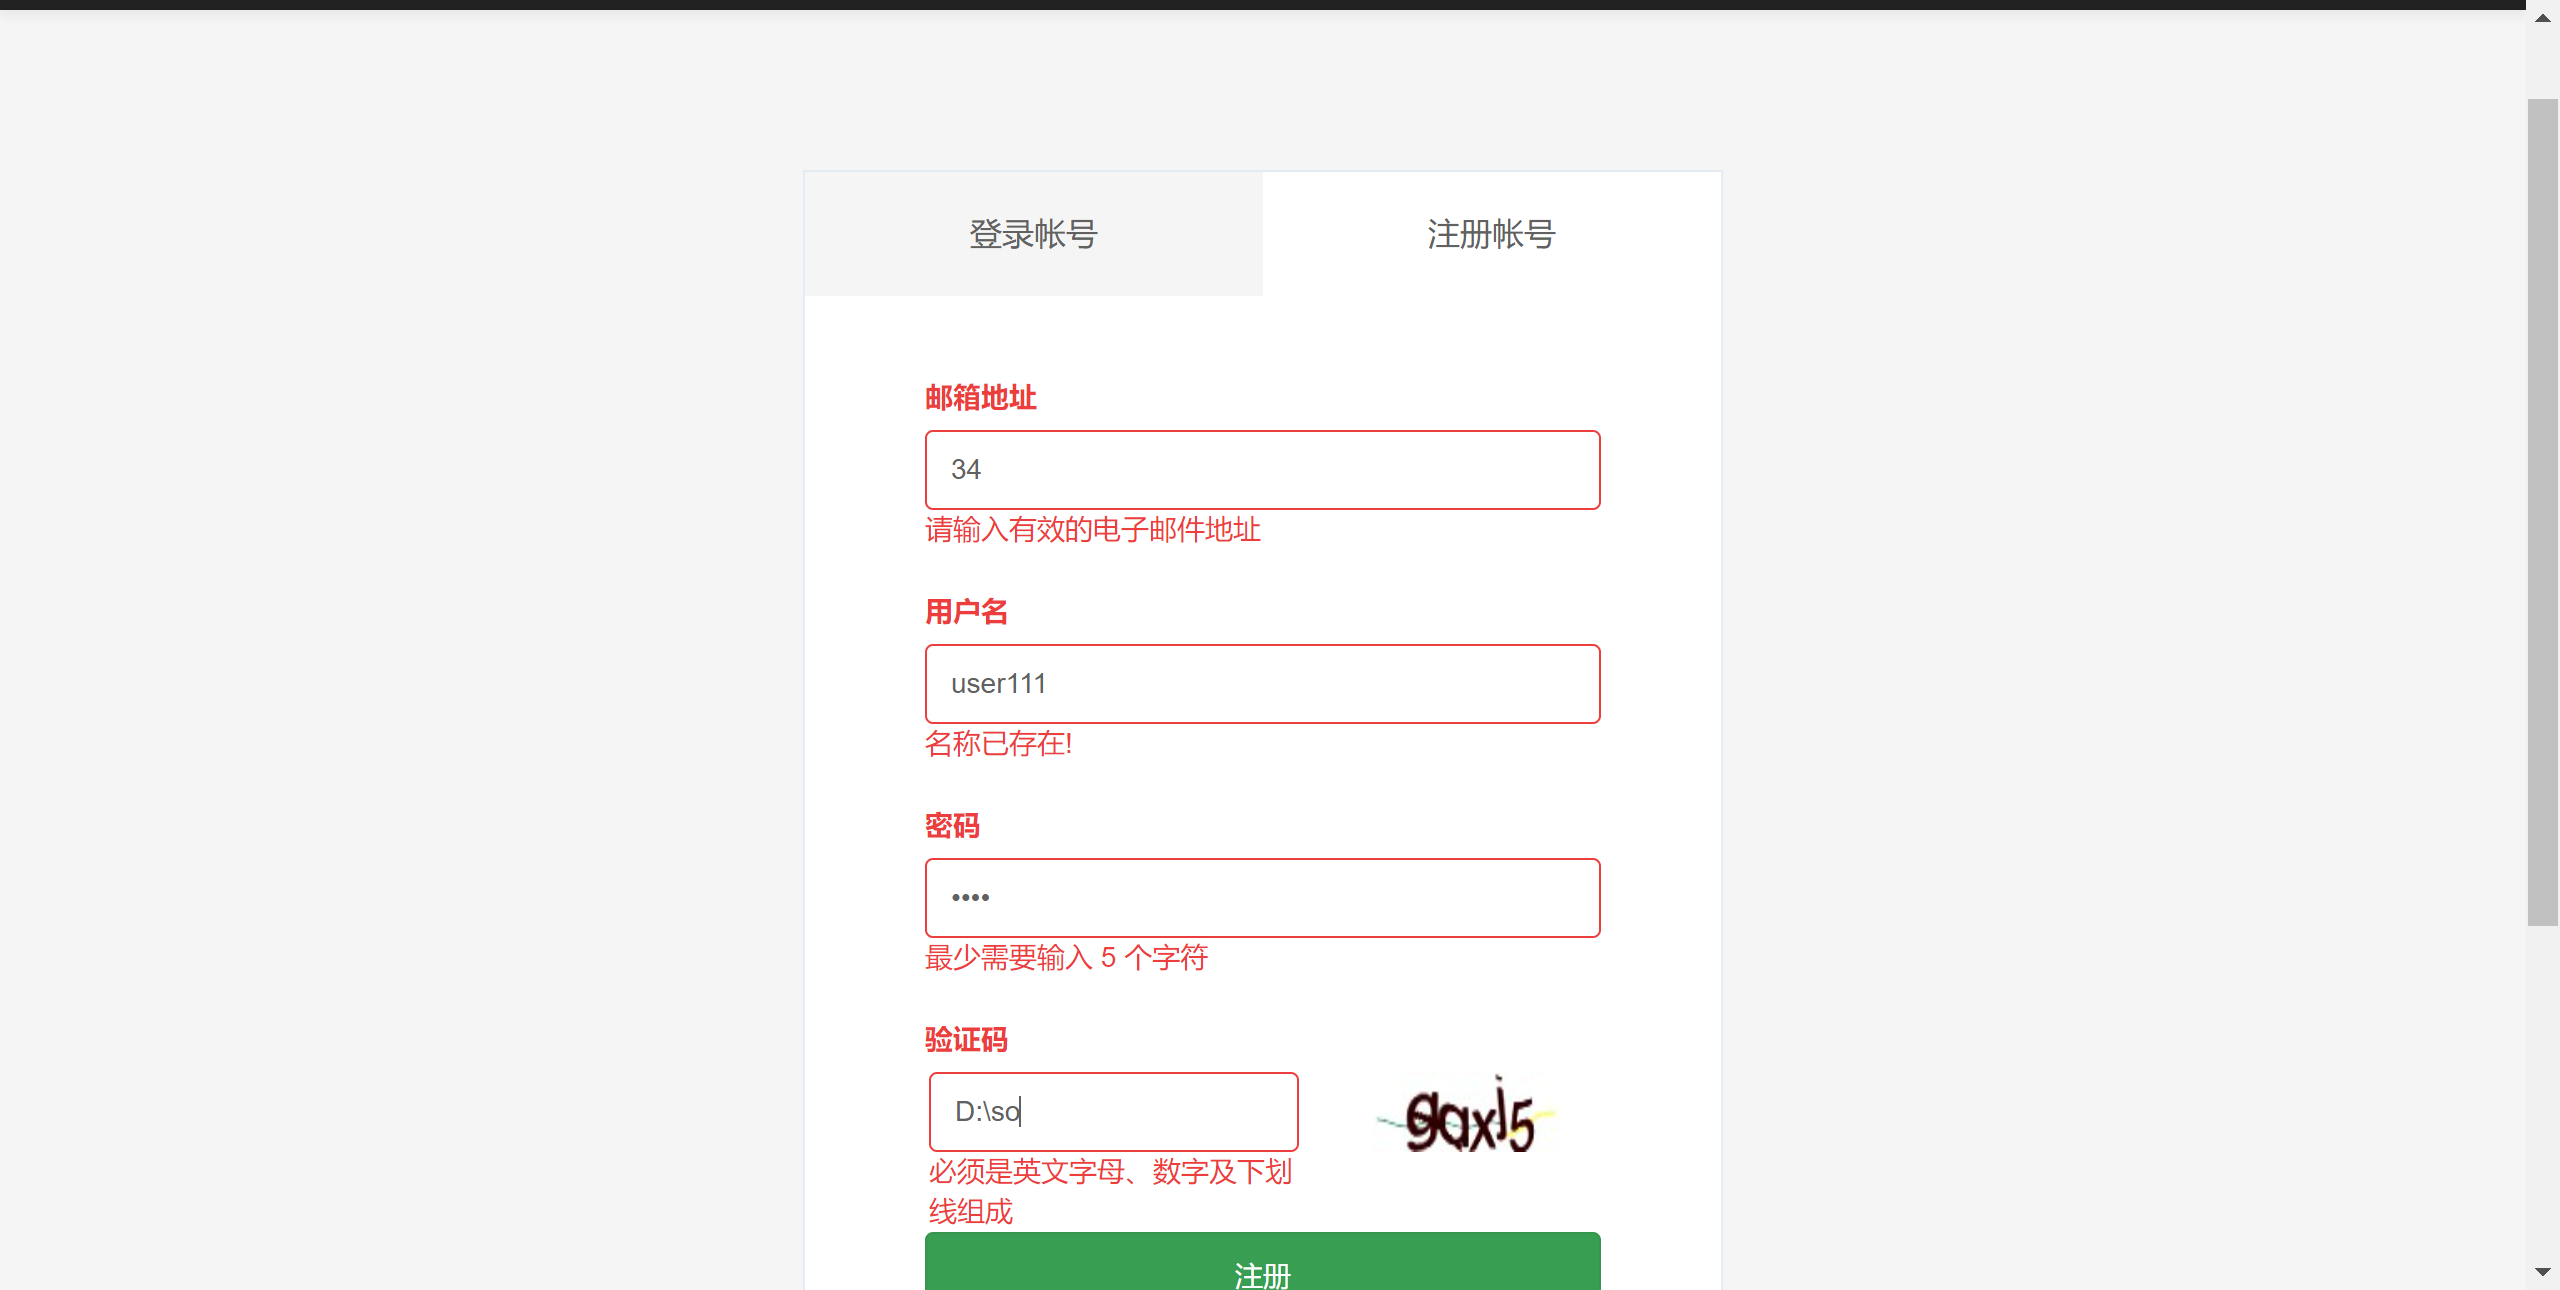 登录帐号
注册帐号
邮箱地址
34
请输入有效的电子邮件地址
用户名
user111
名称已存在!
密码
••••
最少需要输入 5 个字符
验证码
D:\so
gaxl5
必须是英文字母、数字及下划
线组成
注册